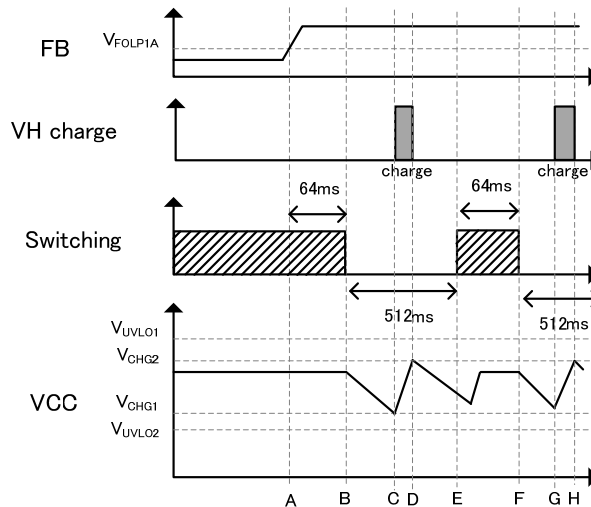 FB
VFOLP1A
VH charge
charge
charge
64ms
64ms
Switching
512ms
512ms
VUVLO1
VCHG2
VCC
VCHG1
VUVLO2
A B C D E F G H